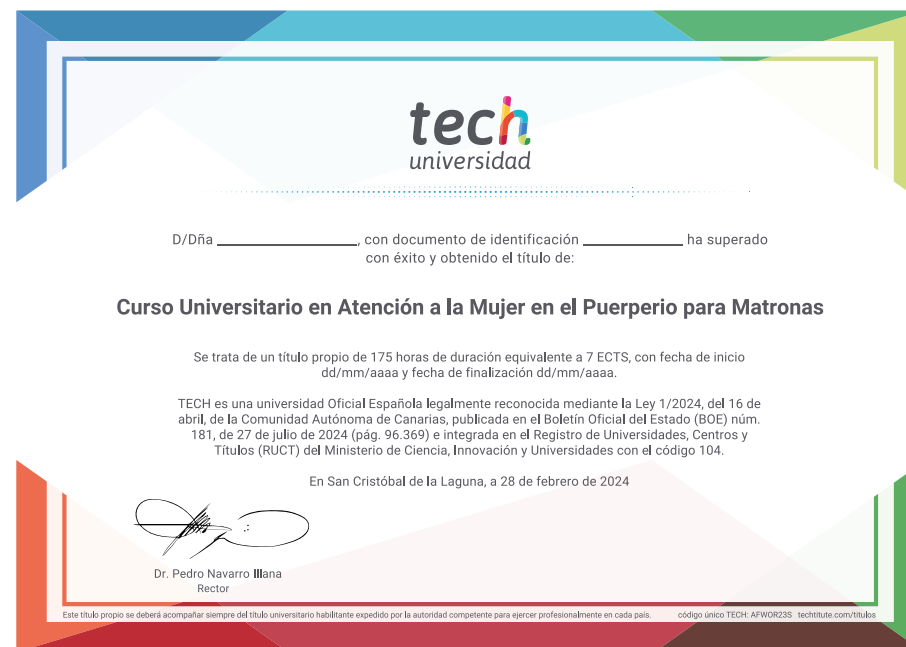 tech
universidad
D/Dña ____________________, con documento de identificación ______________ ha superado
con éxito y obtenido el título de:
Curso Universitario en Atención a la Mujer en el Puerperio para Matronas
Se trata de un título propio de 175 horas de duración equivalente a 7 ECTS, con fecha de inicio
dd/mm/aaaa y fecha de finalización dd/mm/aaaa.
TECH es una universidad Oficial Española legalmente reconocida mediante la Ley 1/2024, del 16 de
abril, de la Comunidad Autónoma de Canarias, publicada en el Boletín Oficial del Estado (BOE) núm.
181, de 27 de julio de 2024 (pág. 96.369) e integrada en el Registro de Universidades, Centros y
Títulos (RUCT) del Ministerio de Ciencia, Innovación y Universidades con el código 104.
En San Cristóbal de la Laguna, a 28 de febrero de 2024
Dr. Pedro Navarro Illana
Rector
Este título propio se deberá acompañar siempre del título universitario habilitante expedido por la autoridad competente para ejercer profesionalmente en cada país. código único TECH: AFWOR23S techtitute.com/titulos